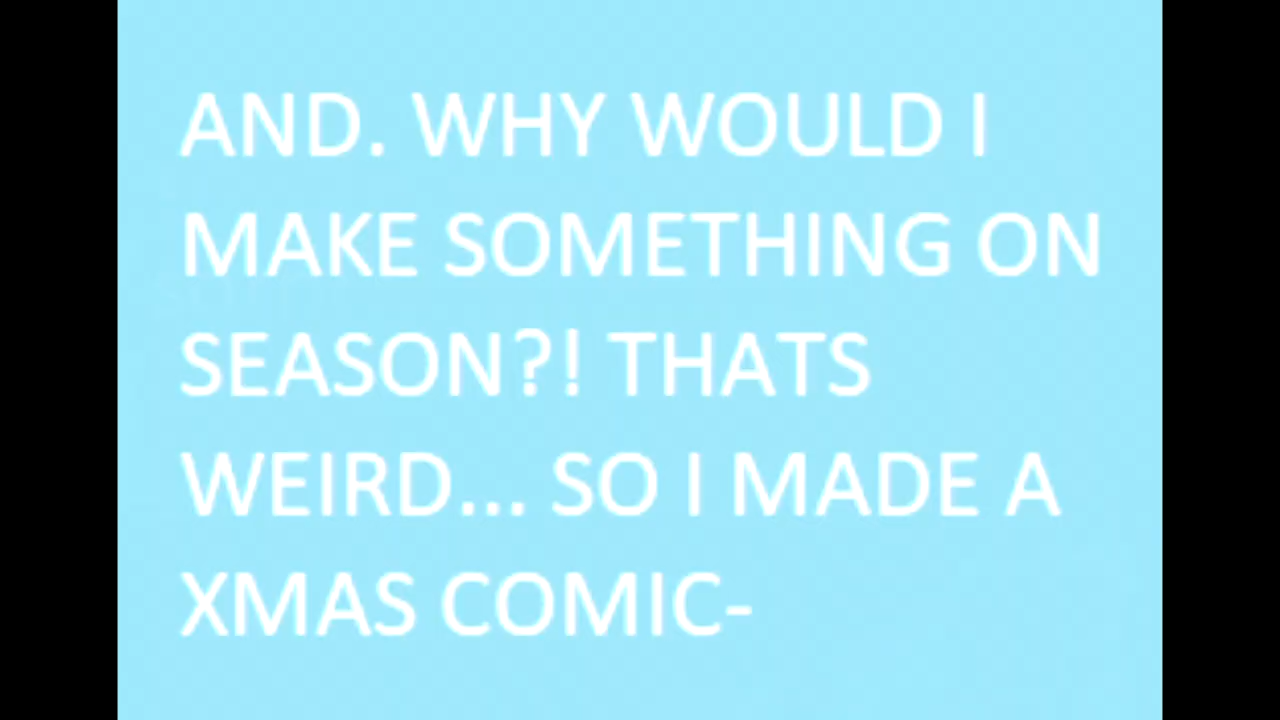 AND. WHY WOULD I
MAKE SOMETHING ON
SEASON?! THATS
WEIRD... SO I MADE A
XMAS COMIC-